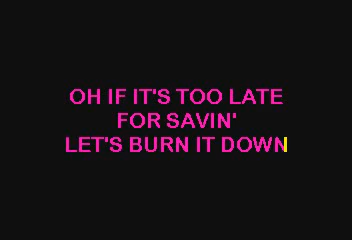 OH IF IT'S TOO LATE
FOR SAVIN'
LET'S BURN IT DOWN